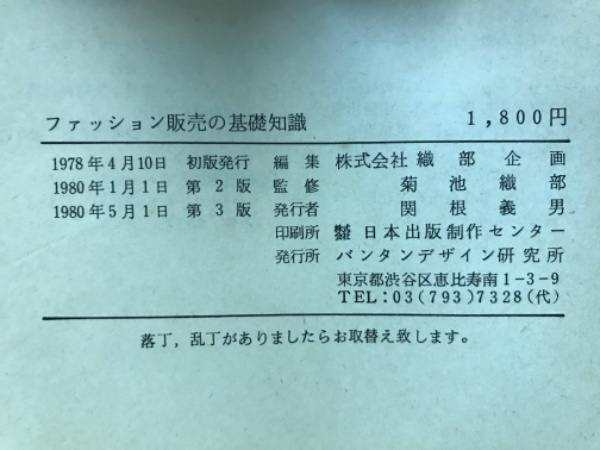 ファッション販売の基礎知識 1,800円
1978年4月10日 初版発行 編集 株式会社 織部企画
1980年1月1日 第2版 監修 菊池織部
1980年5月1日 第3版 発行者 関根義男
印刷所 株式会社 日本出版制作センター
発行所 バンタンデザイン研究所
東京都渋谷区恵比寿南1-3-9
TEL:03(793)7328(代)
落丁,乱丁がありましたらお取替え致します。